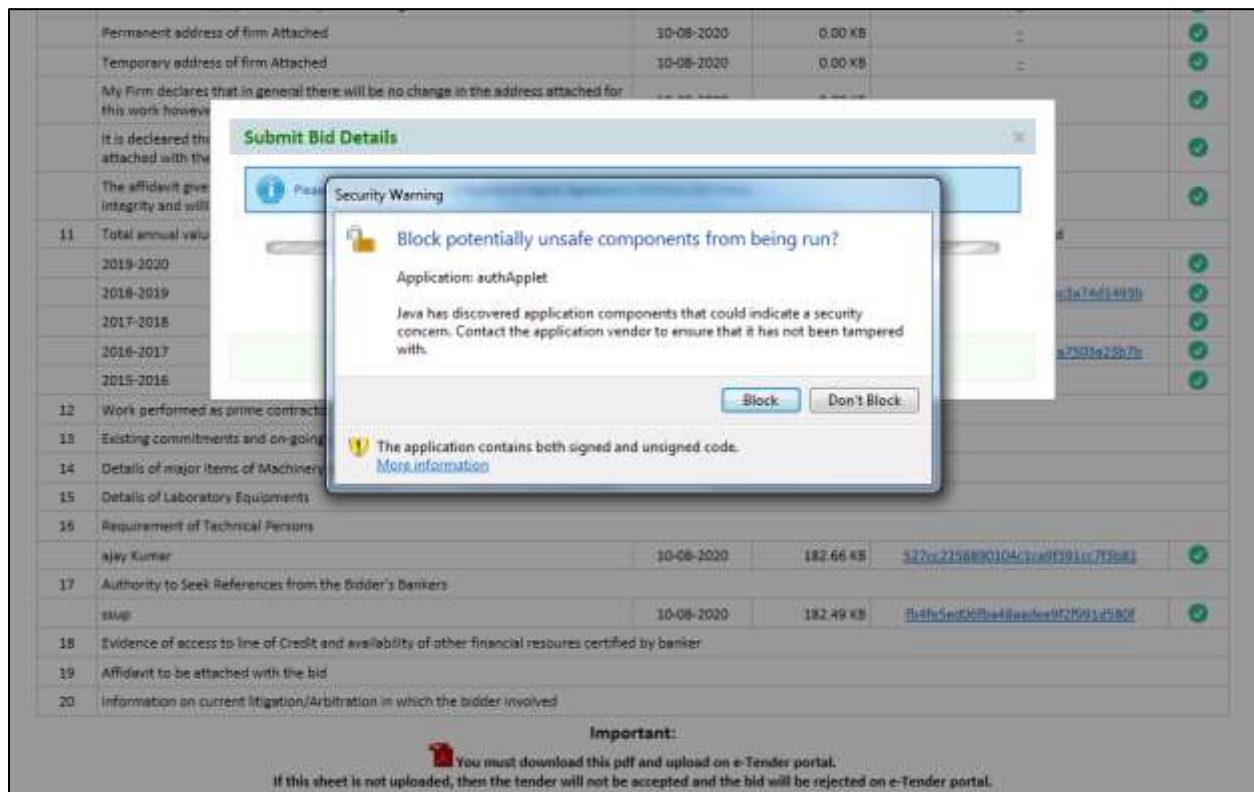 Permanent address of firm Attached 10-08-2020 0.00 KB -
Temporary address of firm Attached 10-08-2020 0.00 KB -
My Firm declares that in general there will be no change in the address attached for
this work howeve
It is decleared tha
attached with the
The affidavit give
integrity and will
Submit Bid Details
Pleas
Security Warning
Block potentially unsafe components from being run?
Application: authApplet
Java has discovered application components that could indicate a security
concern. Contact the application vendor to ensure that it has not been tampered
with.
Block Don't Block
The application contains both signed and unsigned code.
More information
11 Total annual valu
2019-2020
2018-2019
2017-2018
2016-2017
2015-2016
12 Work performed as prime contracto
13 Existing commitments and on-going
14 Details of major items of Machinery
15 Details of Laboratory Equipments
16 Requirement of Technical Persons
ajay Kumar 10-08-2020 182.66 KB
17 Authority to Seek References from the Bidder's Bankers
ssup 10-08-2020 182.49 KB
18 Evidence of access to line of Credit and availability of other financial resoures certified by banker
19 Affidavit to be attached with the bid
20 Information on current litigation/Arbitration in which the bidder involved
Important:
You must download this pdf and upload on e-Tender portal.
If this sheet is not uploaded, then the tender will not be accepted and the bid will be rejected on e-Tender portal.